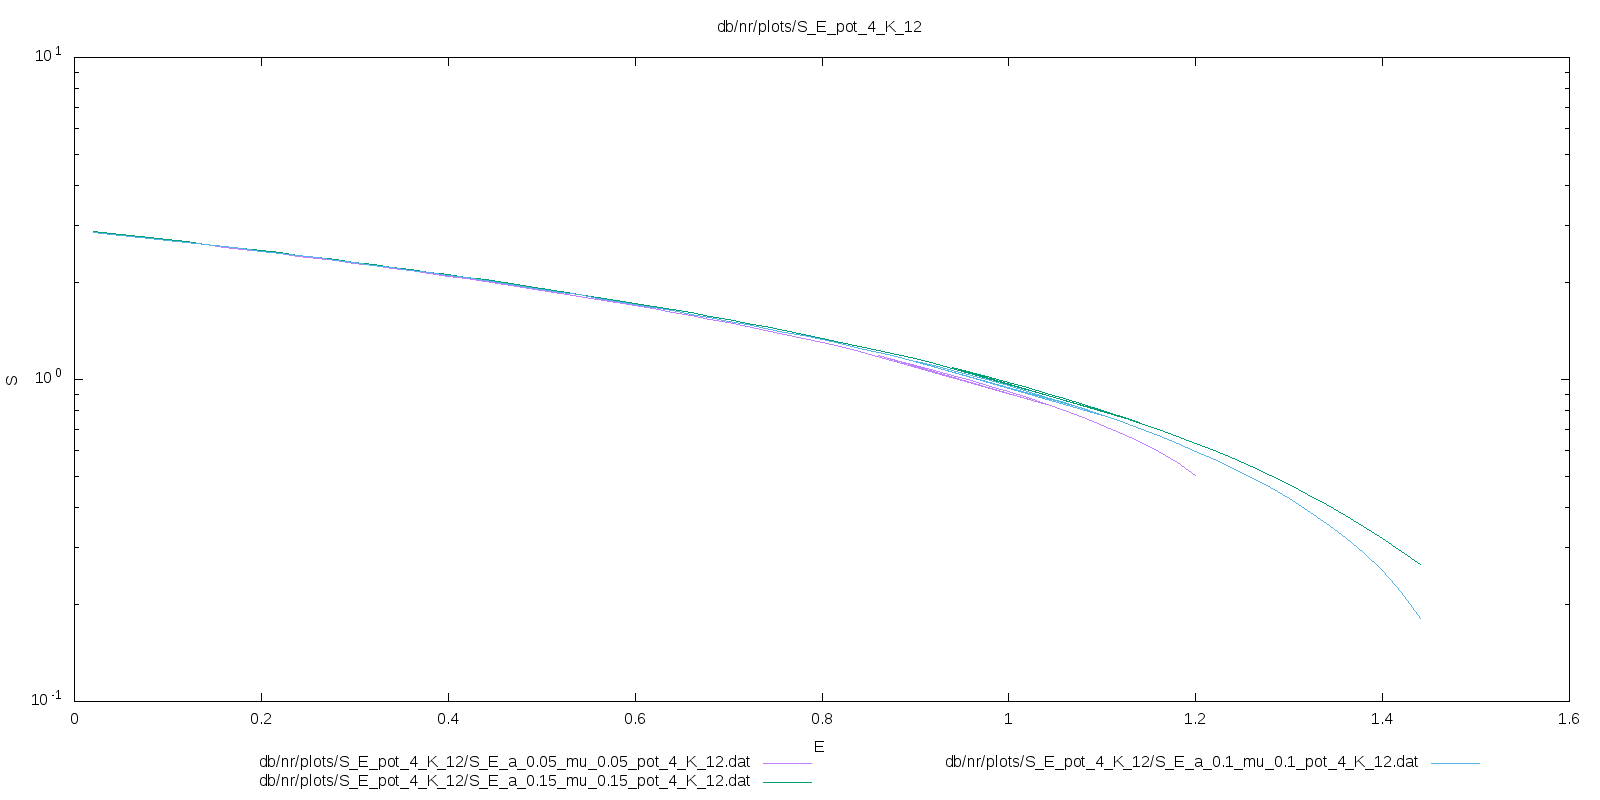 db/nr/plots/S_E_pot_4_K_12
10^1
10^0
10^-1
S
0 0.2 0.4 0.6 0.8 1 1.2 1.4 1.6
E
db/nr/plots/S_E_pot_4_K_12/S_E_a_0.05_mu_0.05_pot_4_K_12.dat db/nr/plots/S_E_pot_4_K_12/S_E_a_0.1_mu_0.1_pot_4_K_12.dat
db/nr/plots/S_E_pot_4_K_12/S_E_a_0.15_mu_0.15_pot_4_K_12.dat